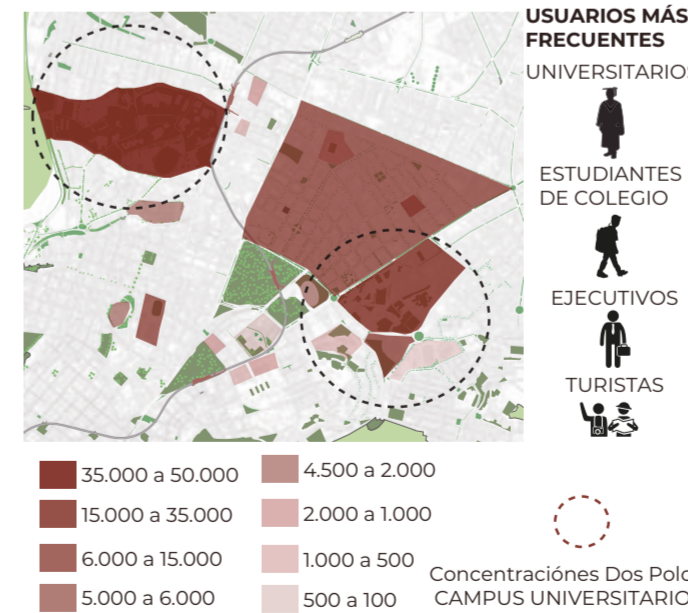 USUARIOS MÁS
FRECUENTES
UNIVERSITARIOS
ESTUDIANTES
DE COLEGIO
EJECUTIVOS
TURISTAS
35.000 a 50.000
15.000 a 35.000
6.000 a 15.000
5.000 a 6.000
4.500 a 2.000
2.000 a 1.000
1.000 a 500
500 a 100
Concentraciónes Dos Polo
CAMPUS UNIVERSITARIO